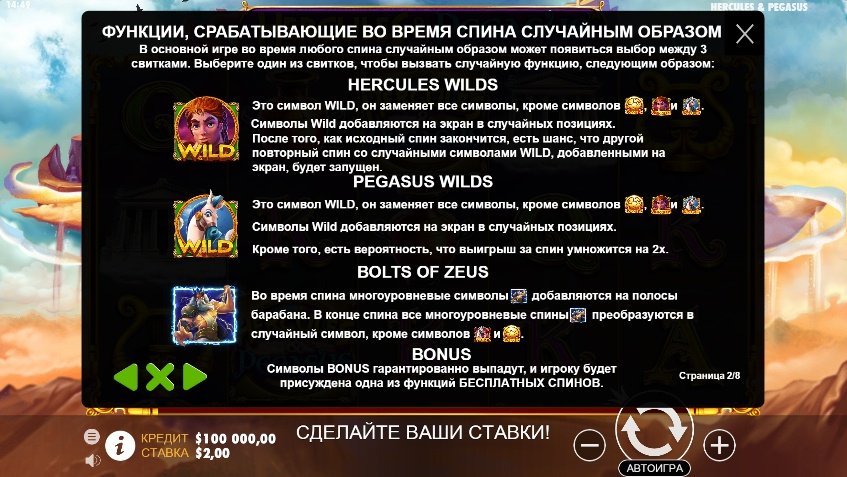 14:49
HERCULES & PEGASUS
ФУНКЦИИ, СРАБАТЫВАЮЩИЕ ВО ВРЕМЯ СПИНА СЛУЧАЙНЫМ ОБРАЗОМ
В основной игре во время любого спина случайным образом может появиться выбор между 3
свитками. Выберите один из свитков, чтобы вызвать случайную функцию, следующим образом:
HERCULES WILDS
WILD
Это символ WILD, он заменяет все символы, кроме символов , и .
Символы Wild добавляются на экран в случайных позициях.
После того, как исходный спин закончится, есть шанс, что другой
повторный спин со случайными символами WILD, добавленными на
экран, будет запущен.
PEGASUS WILDS
WILD
Это символ WILD, он заменяет все символы, кроме символов , и .
Символы Wild добавляются на экран в случайных позициях.
Кроме того, есть вероятность, что выигрыш за спин умножится на 2x.
BOLTS OF ZEUS
Во время спина многоуровневые символы добавляются на полосы
барабана. В конце спина все многоуровневые спины преобразуются в
случайный символ, кроме символов и .
BONUS
Символы BONUS гарантированно выпадут, и игроку будет
присуждена одна из функций БЕСПЛАТНЫХ СПИНОВ.
Страница 2/8
КРЕДИТ $100 000,00
СТАВКА $2,00
СДЕЛАЙТЕ ВАШИ СТАВКИ!
АВТОИГРА